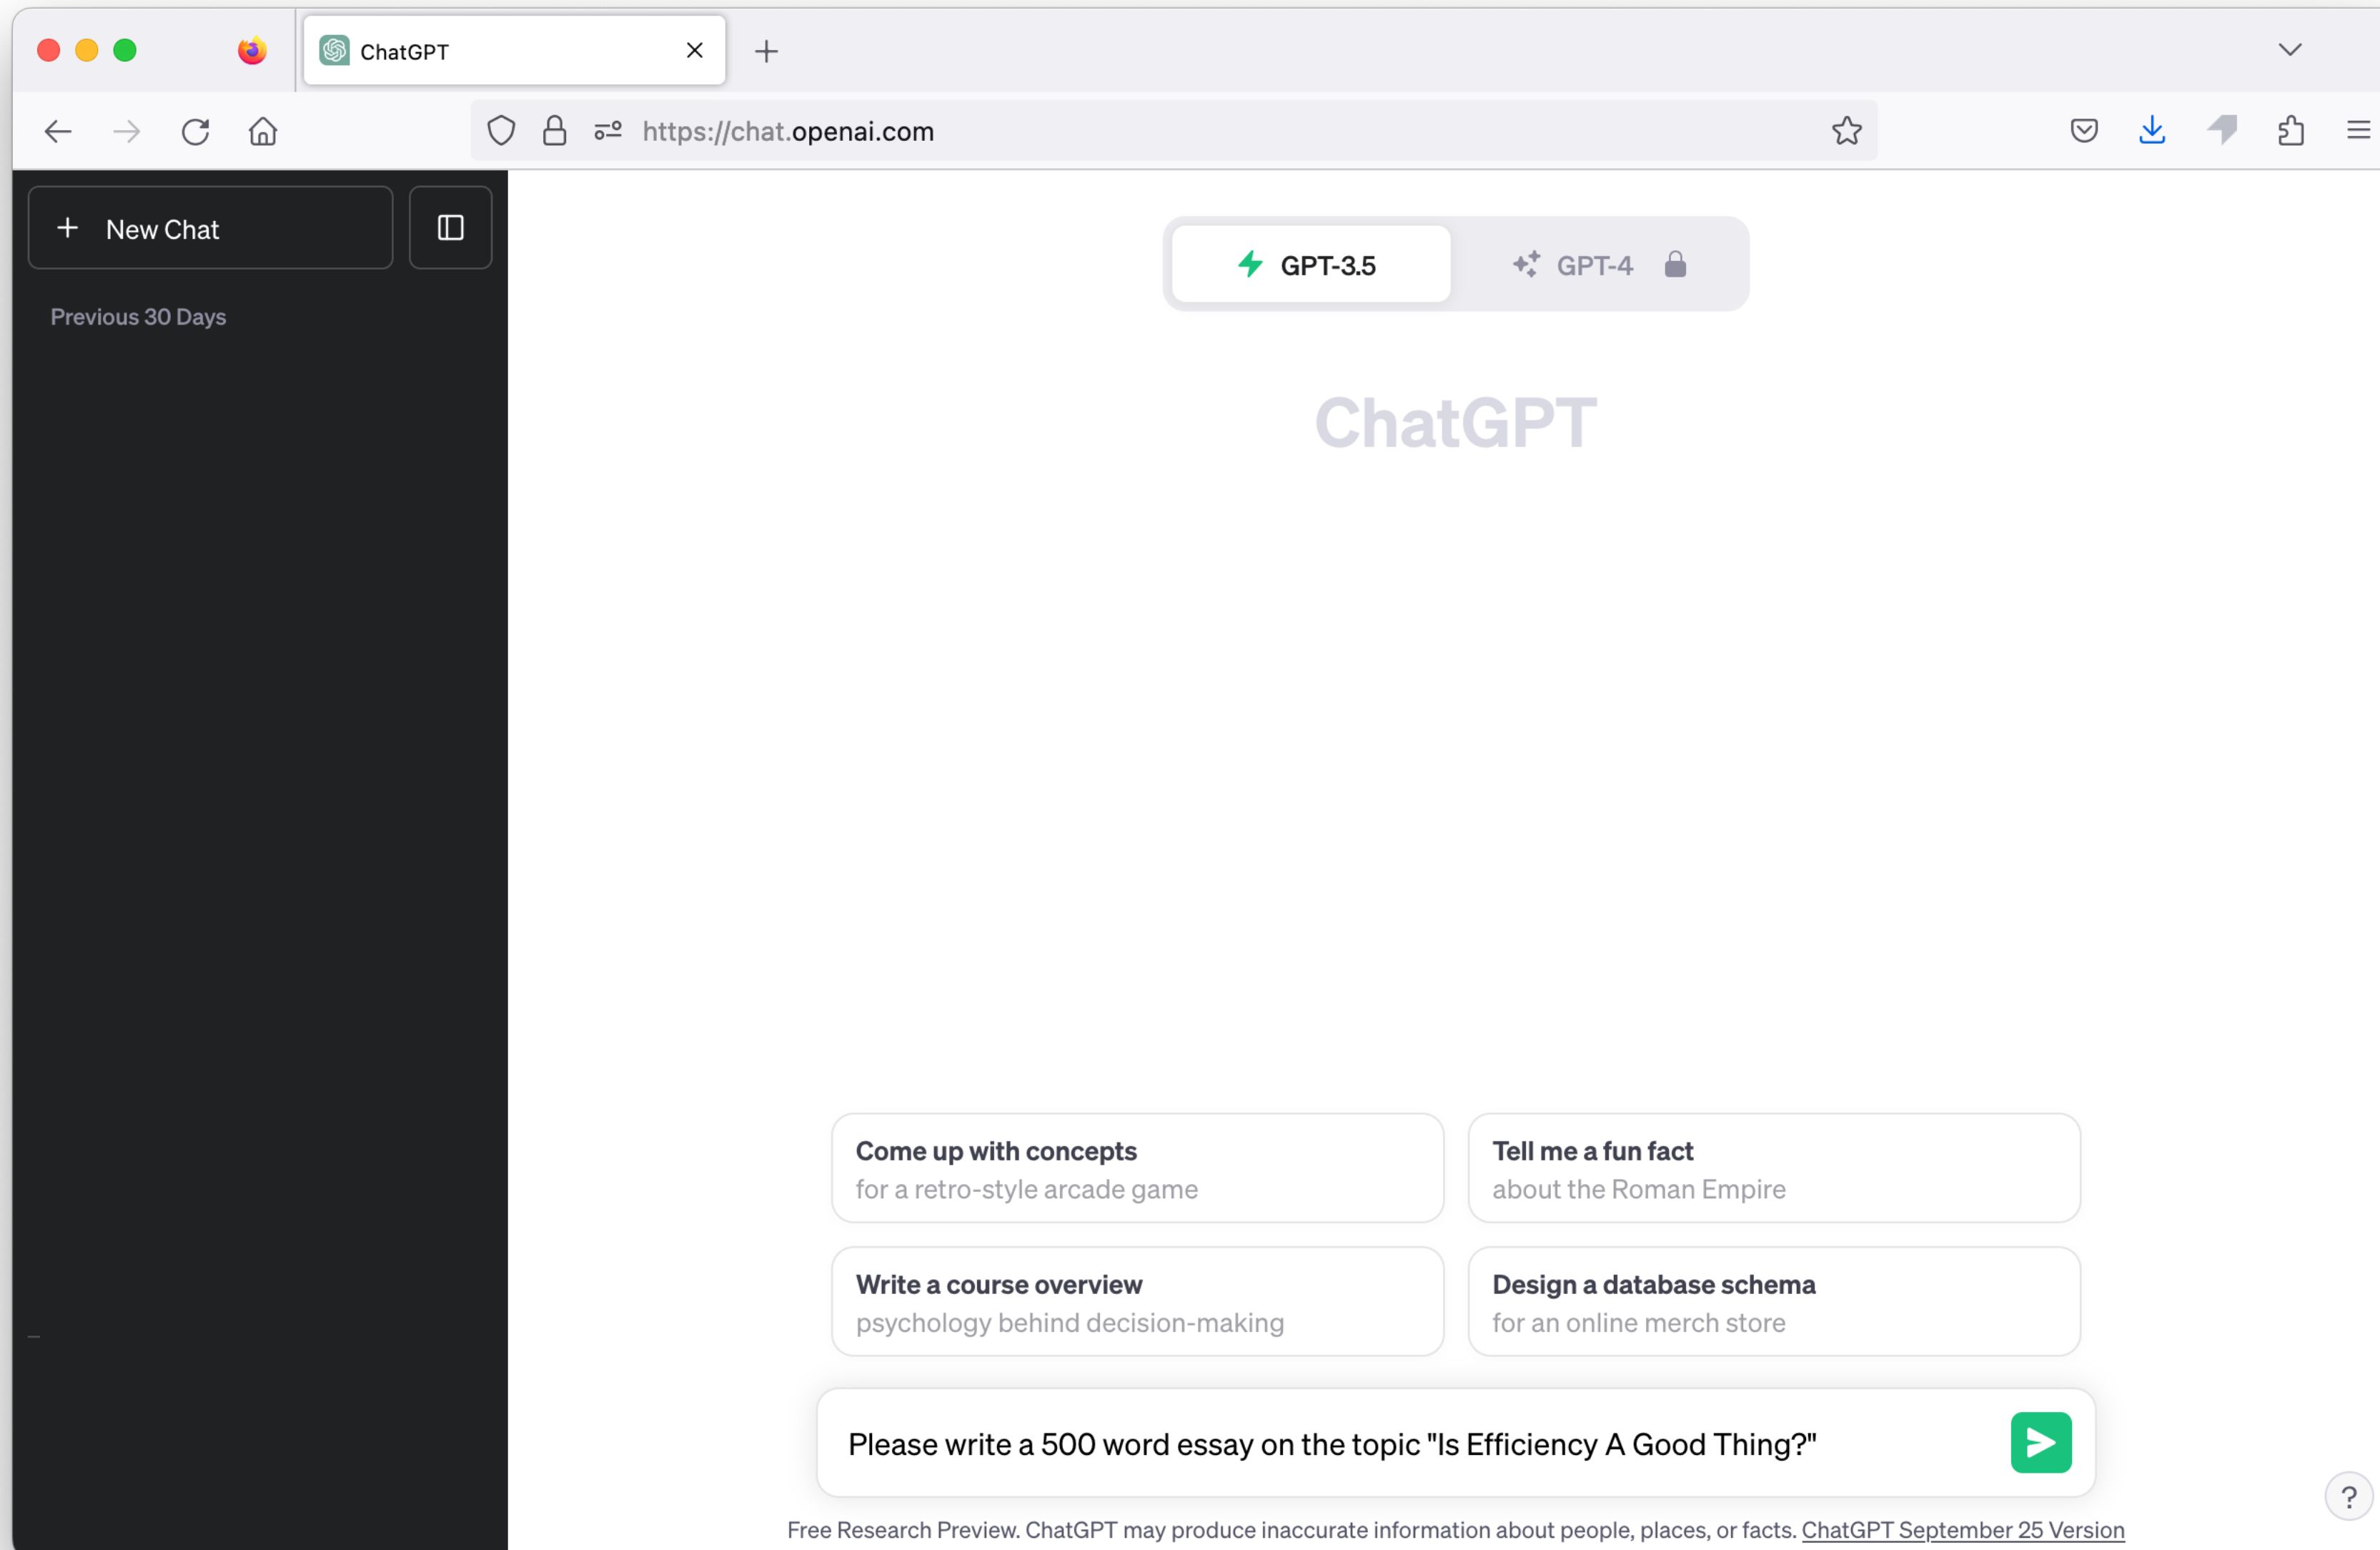 ChatGPT
https://chat.openai.com
New Chat
Previous 30 Days
GPT-3.5
GPT-4
ChatGPT
Come up with concepts
for a retro-style arcade game
Tell me a fun fact
about the Roman Empire
Write a course overview
psychology behind decision-making
Design a database schema
for an online merch store
Please write a 500 word essay on the topic "Is Efficiency A Good Thing?"
?
Free Research Preview. ChatGPT may produce inaccurate information about people, places, or facts. ChatGPT September 25 Version